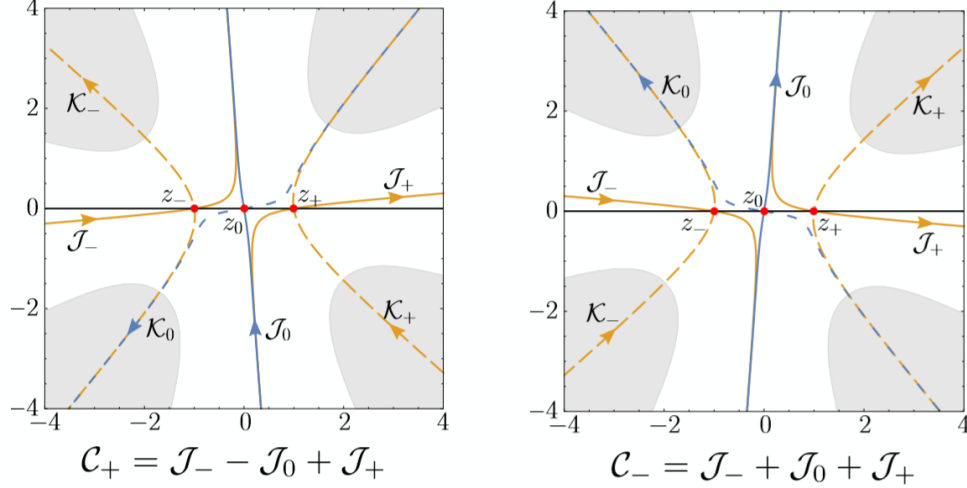 4
2
0
−2
−4
−4
−2
0
2
4
𝒦₋
z₋
z₊
𝒥₊
𝒥₋
z₀
𝒦₀
𝒥₀
𝒦₊
𝒞₊ = 𝒥₋ − 𝒥₀ + 𝒥₊
4
2
0
−2
−4
−4
−2
0
2
4
𝒦₀
𝒥₀
𝒦₊
𝒥₋
z₀
z₋
z₊
𝒥₊
𝒦₋
𝒞₋ = 𝒥₋ + 𝒥₀ + 𝒥₊